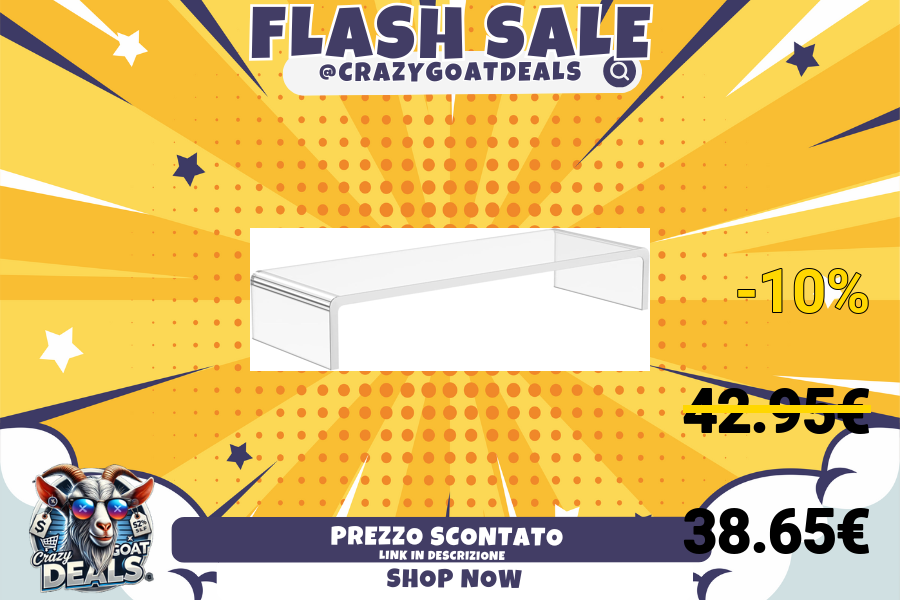 FLASH SALE
@CRAZYGOATDEALS
-10%
42.95€
38.65€
PREZZO SCONTATO
LINK IN DESCRIZIONE
SHOP NOW
$
Crazy
GOAT
DEALS